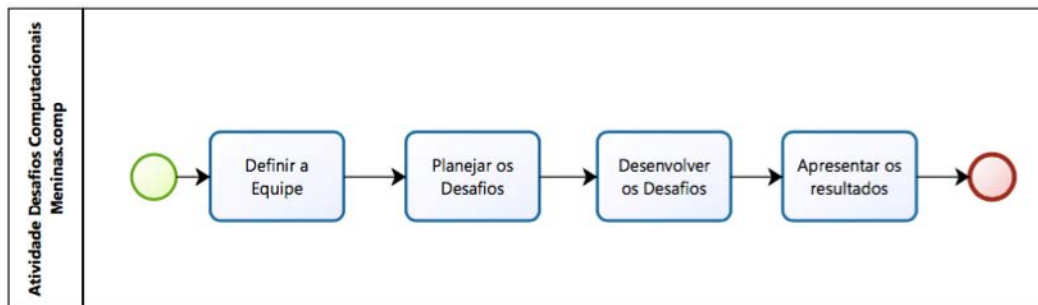 Atividade Desafios Computacionais
Meninas.comp
Definir a
Equipe
Planejar os
Desafios
Desenvolver
os Desafios
Apresentar os
resultados